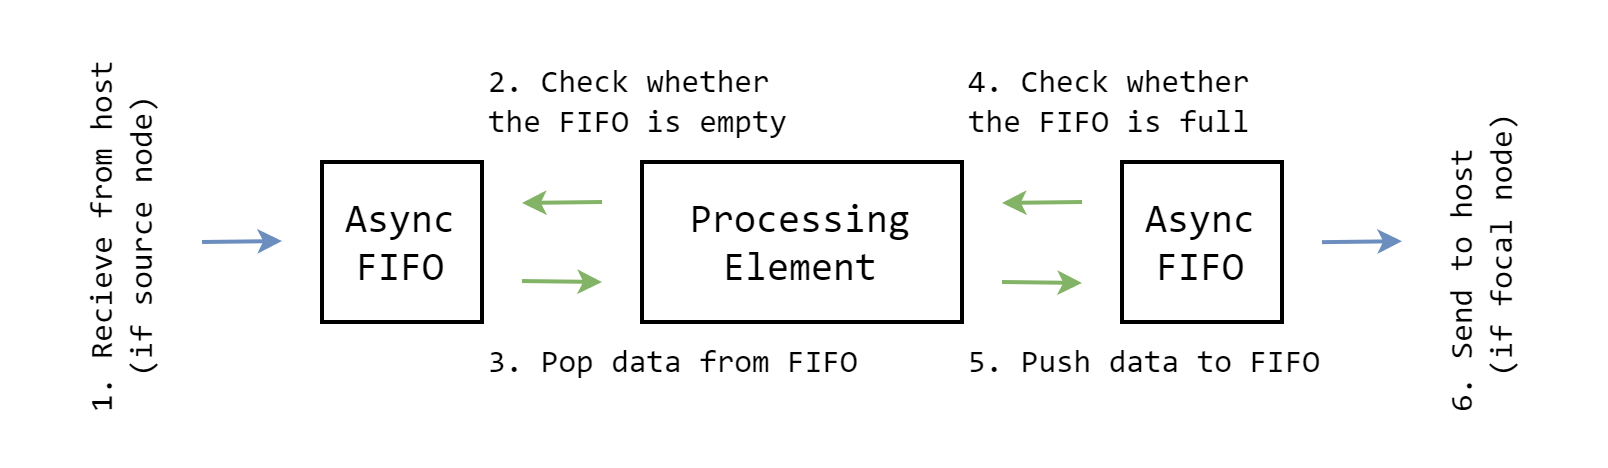 1. Recieve from host
(if source node)
2. Check whether
the FIFO is empty
Async
FIFO
3. Pop data from FIFO
Processing
Element
4. Check whether
the FIFO is full
Async
FIFO
5. Push data to FIFO
6. Send to host
(if focal node)